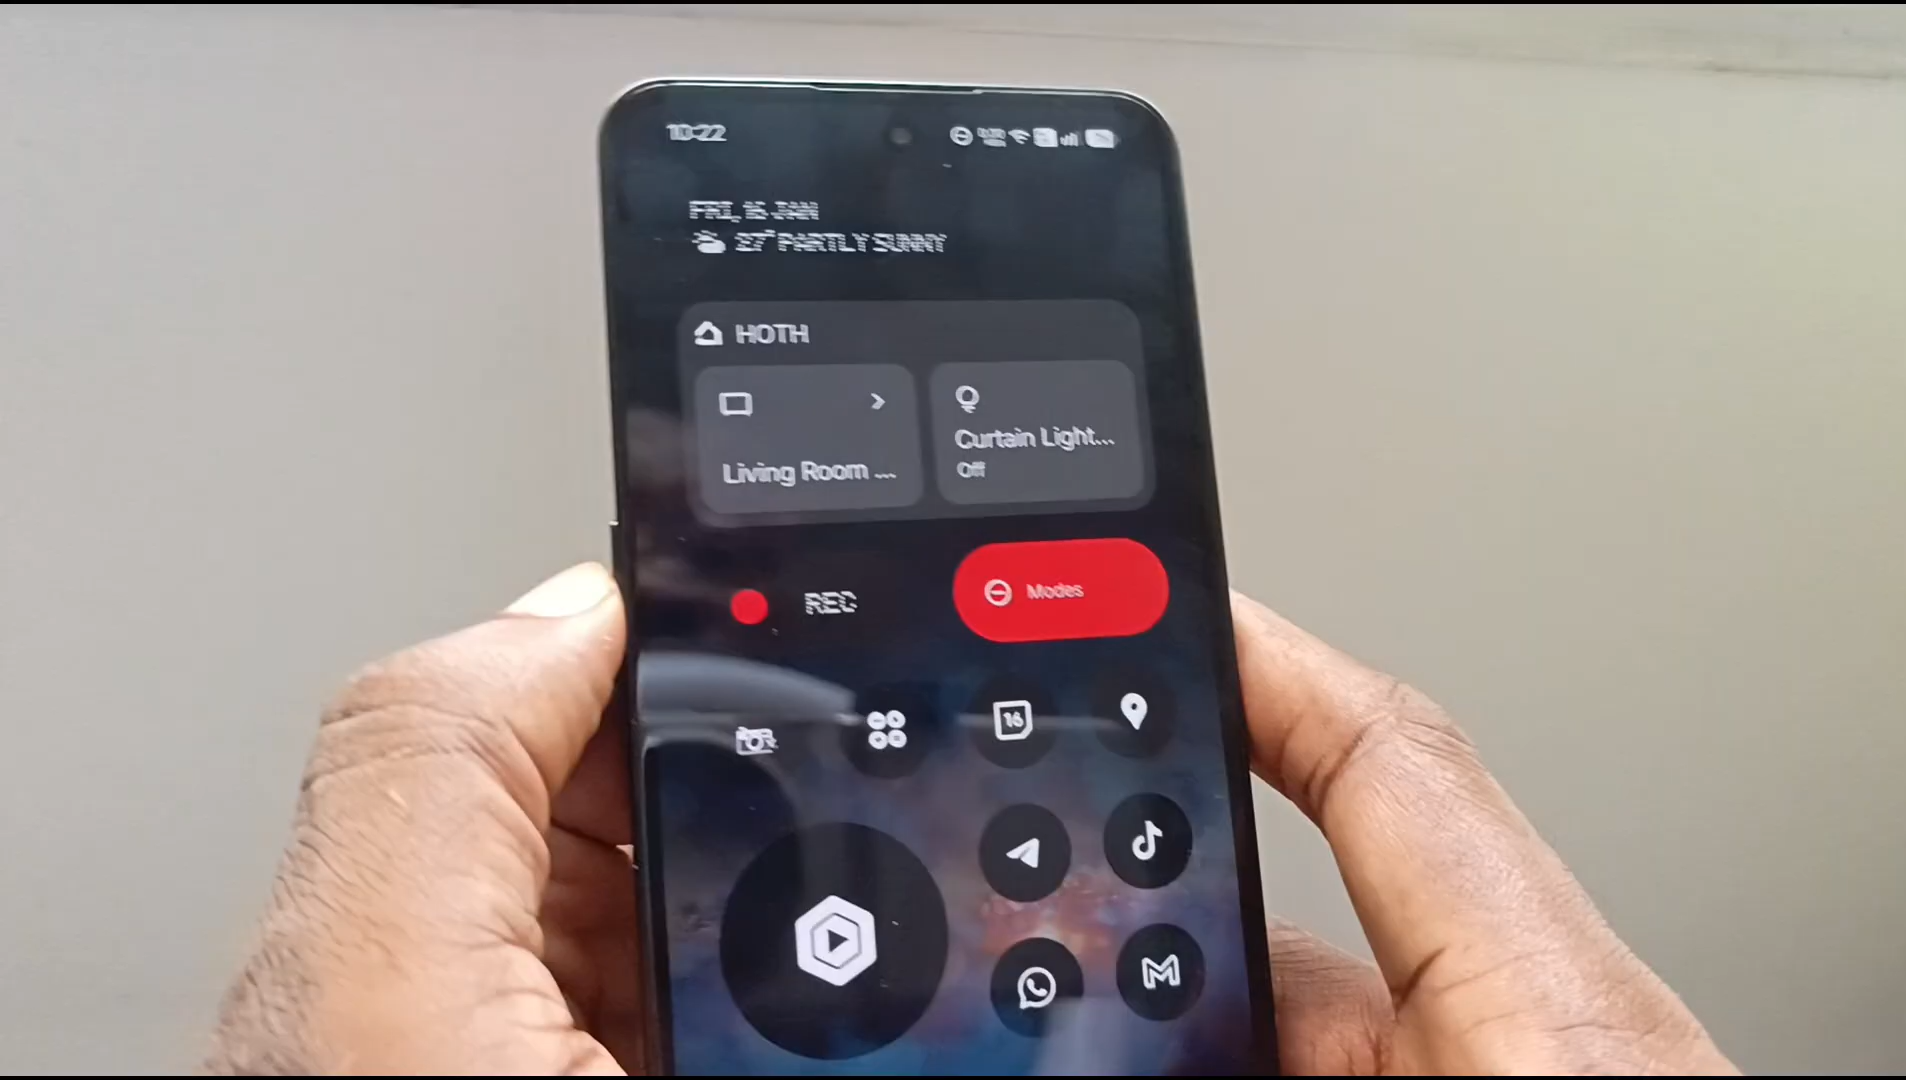 10:22
FRI, 16 JAN
27° PARTLY SUNNY
HOTH
Living Room ...
Curtain Light...
Off
REC
Modes
16